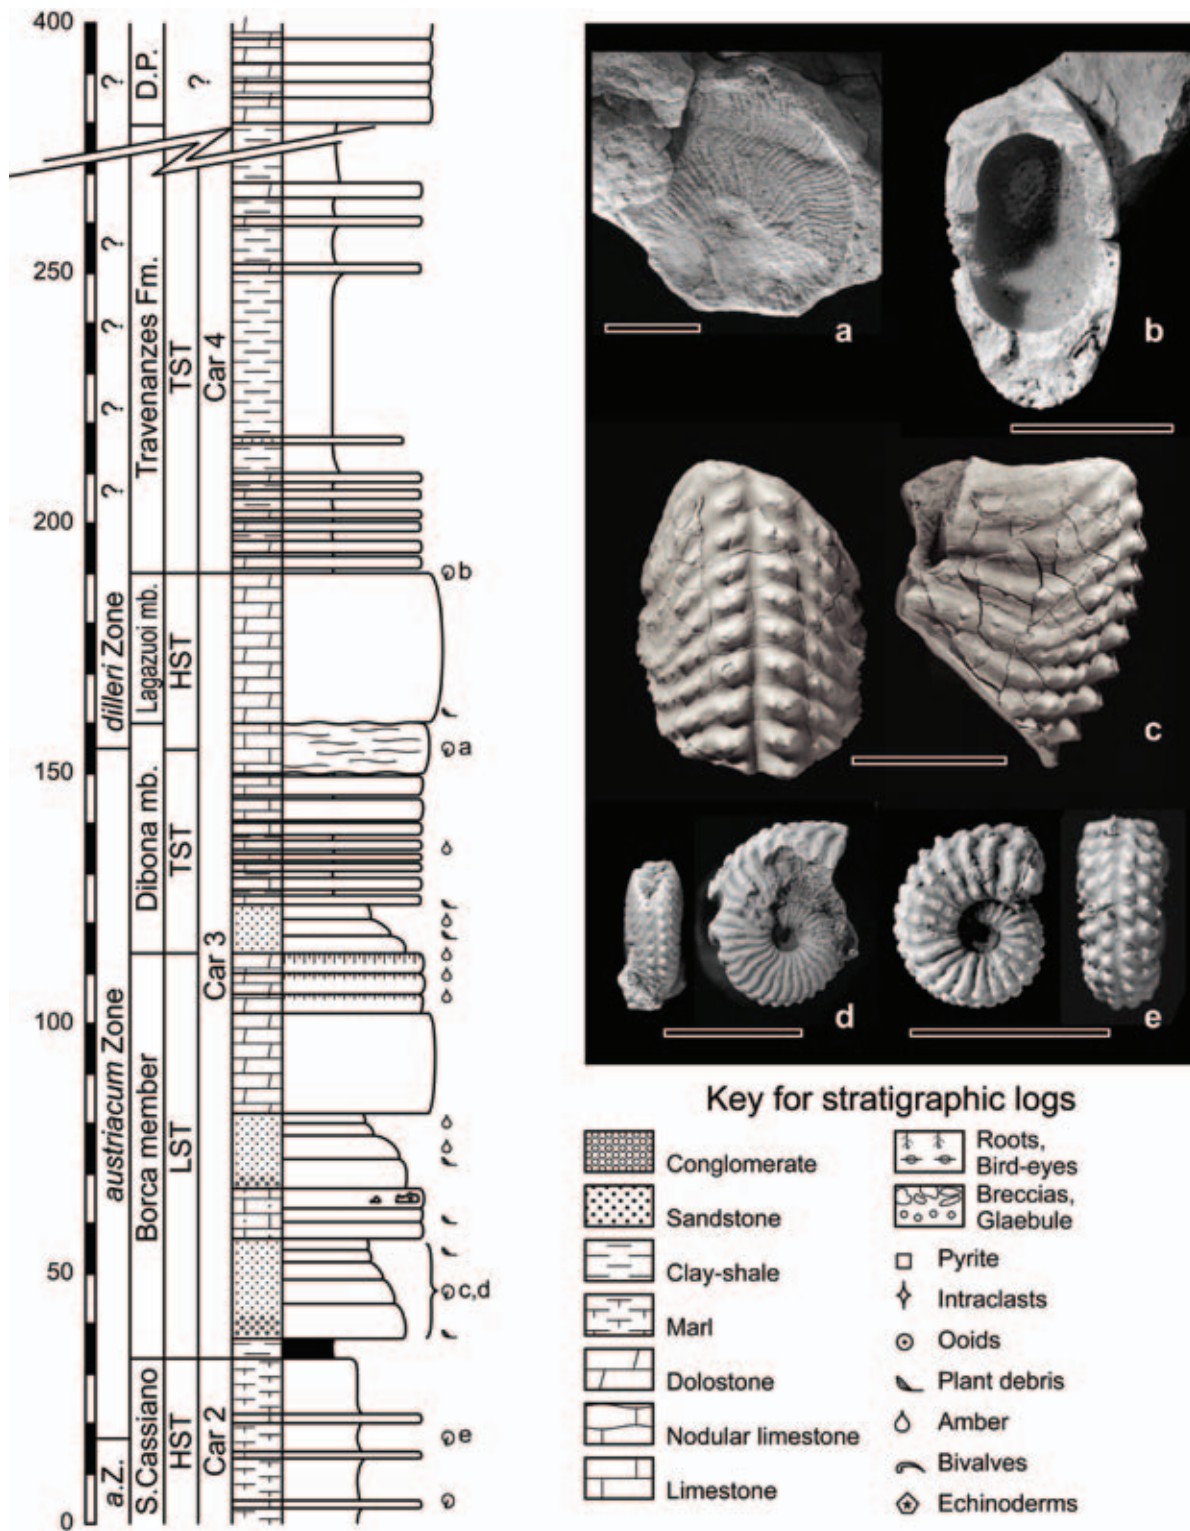 400
250
200
150
100
50
0
?
?
?
?
?
dilleri Zone
austriacum Zone
a.Z.
D.P.
Travenanzes Fm.
Lagazuoi mb.
Dibona mb.
Borca member
S.Cassiano
TST
HST
TST
LST
HST
?
Car 4
Car 3
Car 2
b
a
c,d
e
a
b
c
d
e
Key for stratigraphic logs
Conglomerate
Sandstone
Clay-shale
Marl
Dolostone
Nodular limestone
Limestone
Roots,
Bird-eyes
Breccias,
Glaebule
Pyrite
Intraclasts
Ooids
Plant debris
Amber
Bivalves
Echinoderms